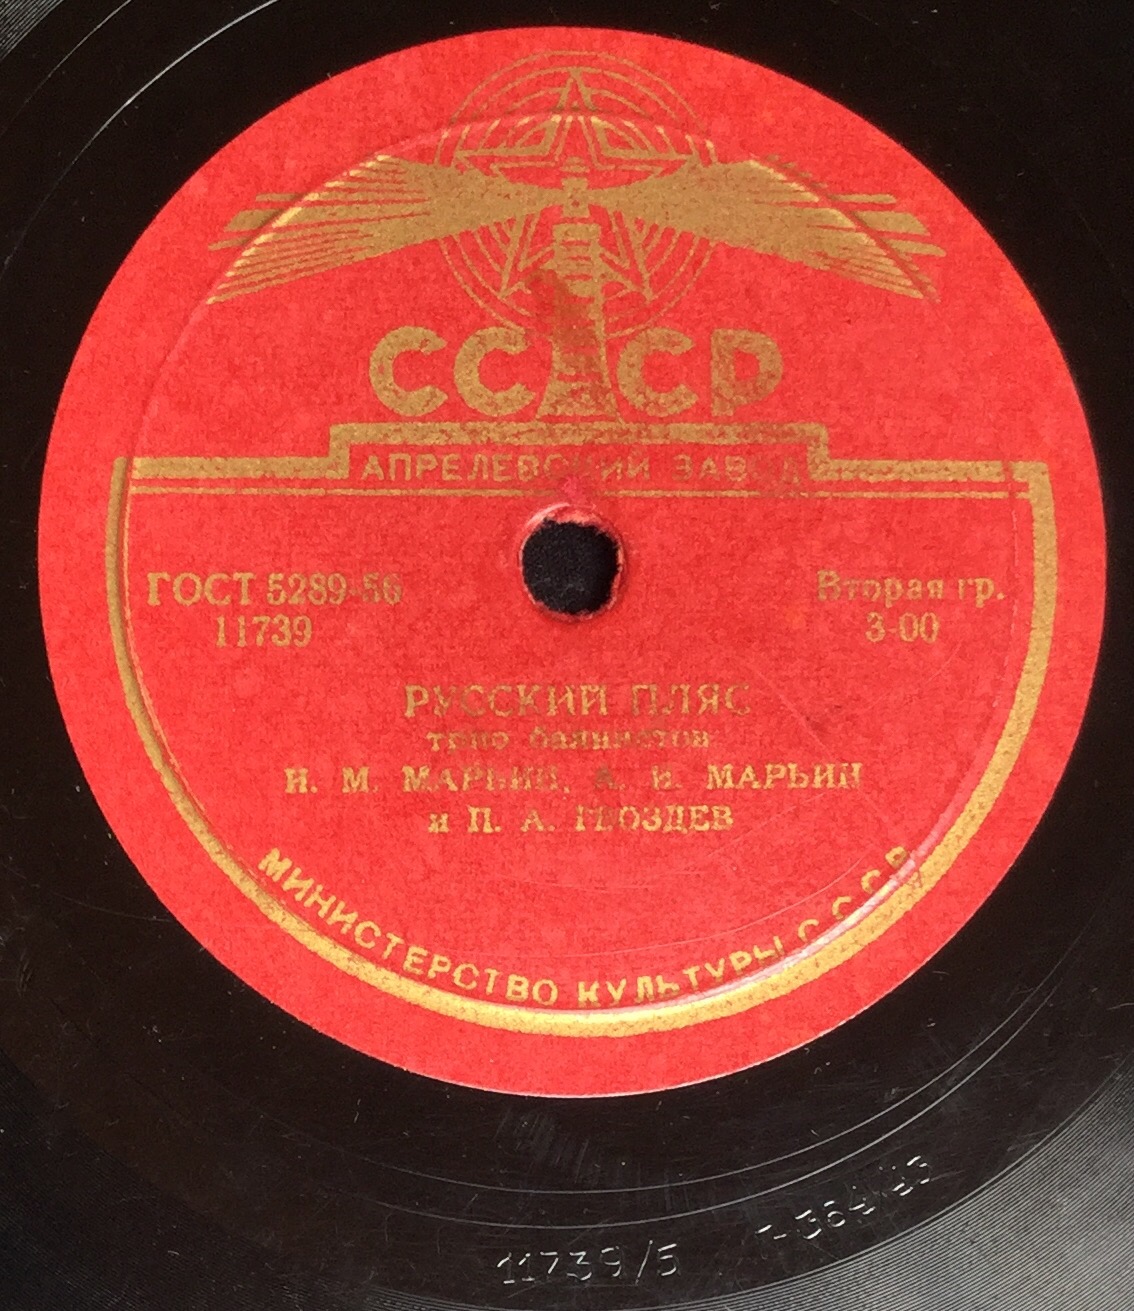 СССР
АПРЕЛЕВСКИЙ ЗАВОД
ГОСТ 5289-56
11739
Вторая гр.
3-00
РУССКИЙ ПЛЯС
трио баянистов
И. М. МАРЬИН, А. И. МАРЬИН
и П. А. ГВОЗДЕВ
МИНИСТЕРСТВО КУЛЬТУРЫ СССР
11739/5